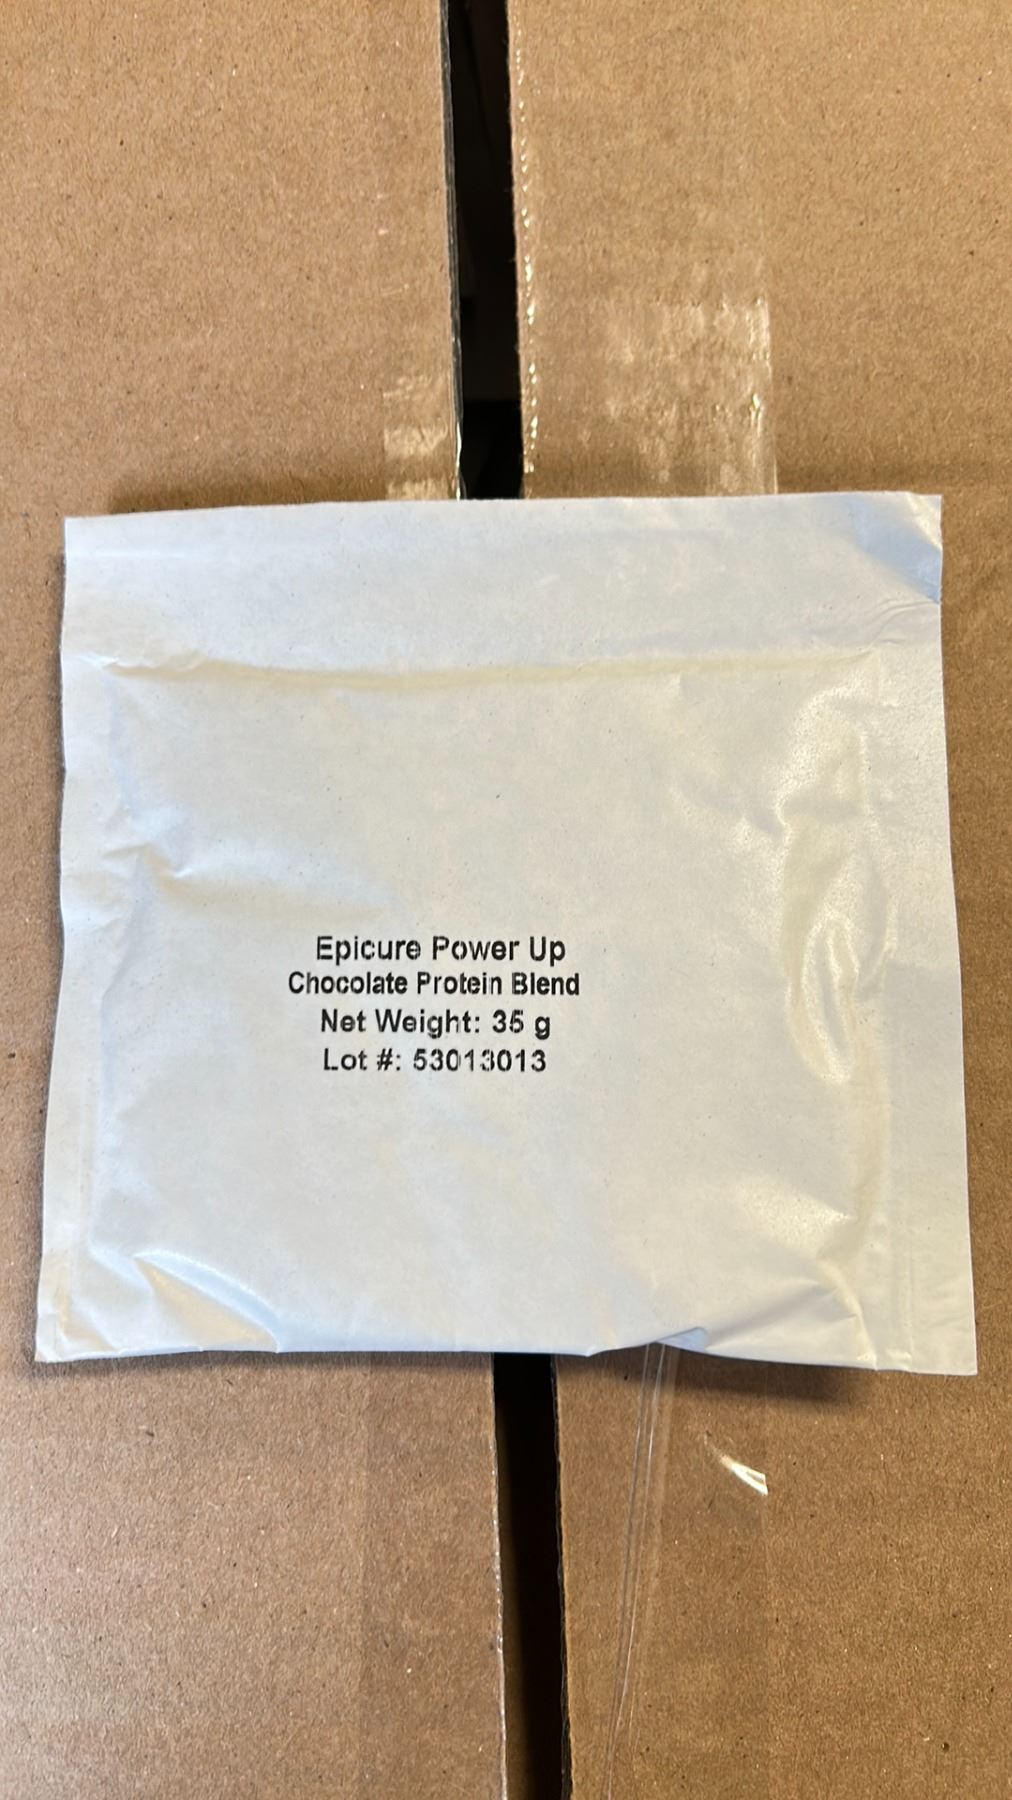 Epicure Power Up
Chocolate Protein Blend
Net Weight: 35 g
Lot #: 53013013